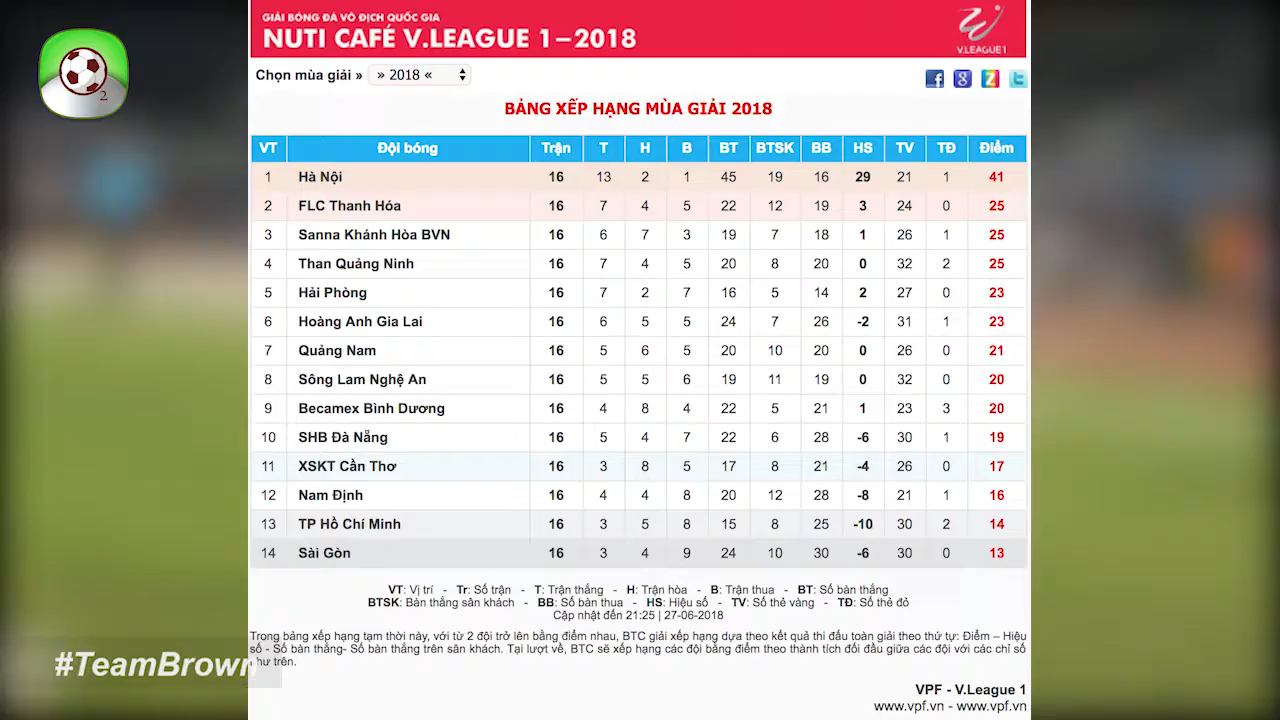 GIẢI BÓNG ĐÁ VÔ ĐỊCH QUỐC GIA
NUTI CAFÉ V.LEAGUE 1–2018
V.LEAGUE 1
Chọn mùa giải » » 2018 «
2
BẢNG XẾP HẠNG MÙA GIẢI 2018
VT Đội bóng Trận T H B BT BTSK BB HS TV TĐ Điểm
1 Hà Nội 16 13 2 1 45 19 16 29 21 1 41
2 FLC Thanh Hóa 16 7 4 5 22 12 19 3 24 0 25
3 Sanna Khánh Hòa BVN 16 6 7 3 19 7 18 1 26 1 25
4 Than Quảng Ninh 16 7 4 5 20 8 20 0 32 2 25
5 Hải Phòng 16 7 2 7 16 5 14 2 27 0 23
6 Hoàng Anh Gia Lai 16 6 5 5 24 7 26 -2 31 1 23
7 Quảng Nam 16 5 6 5 20 10 20 0 26 0 21
8 Sông Lam Nghệ An 16 5 5 6 19 11 19 0 32 0 20
9 Becamex Bình Dương 16 4 8 4 22 5 21 1 23 3 20
10 SHB Đà Nẵng 16 5 4 7 22 6 28 -6 30 1 19
11 XSKT Cần Thơ 16 3 8 5 17 8 21 -4 26 0 17
12 Nam Định 16 4 4 8 20 12 28 -8 21 1 16
13 TP Hồ Chí Minh 16 3 5 8 15 8 25 -10 30 2 14
14 Sài Gòn 16 3 4 9 24 10 30 -6 30 0 13
VT: Vị trí - Tr: Số trận - T: Trận thắng - H: Trận hòa - B: Trận thua - BT: Số bàn thắng
BTSK: Bàn thắng sân khách - BB: Số bàn thua - HS: Hiệu số - TV: Số thẻ vàng - TĐ: Số thẻ đỏ
Cập nhật đến 21:25 | 27-06-2018
Trong bảng xếp hạng tạm thời này, với từ 2 đội trở lên bằng điểm nhau, BTC giải xếp hạng dựa theo kết quả thi đấu toàn giải theo thứ tự: Điểm – Hiệu
số - Số bàn thắng- Số bàn thắng trên sân khách. Tại lượt về, BTC sẽ xếp hạng các đội bằng điểm theo thành tích đối đầu giữa các đội với các chỉ số
như trên.
#TeamBrown
VPF - V.League 1
www.vpf.vn - www.vpf.vn